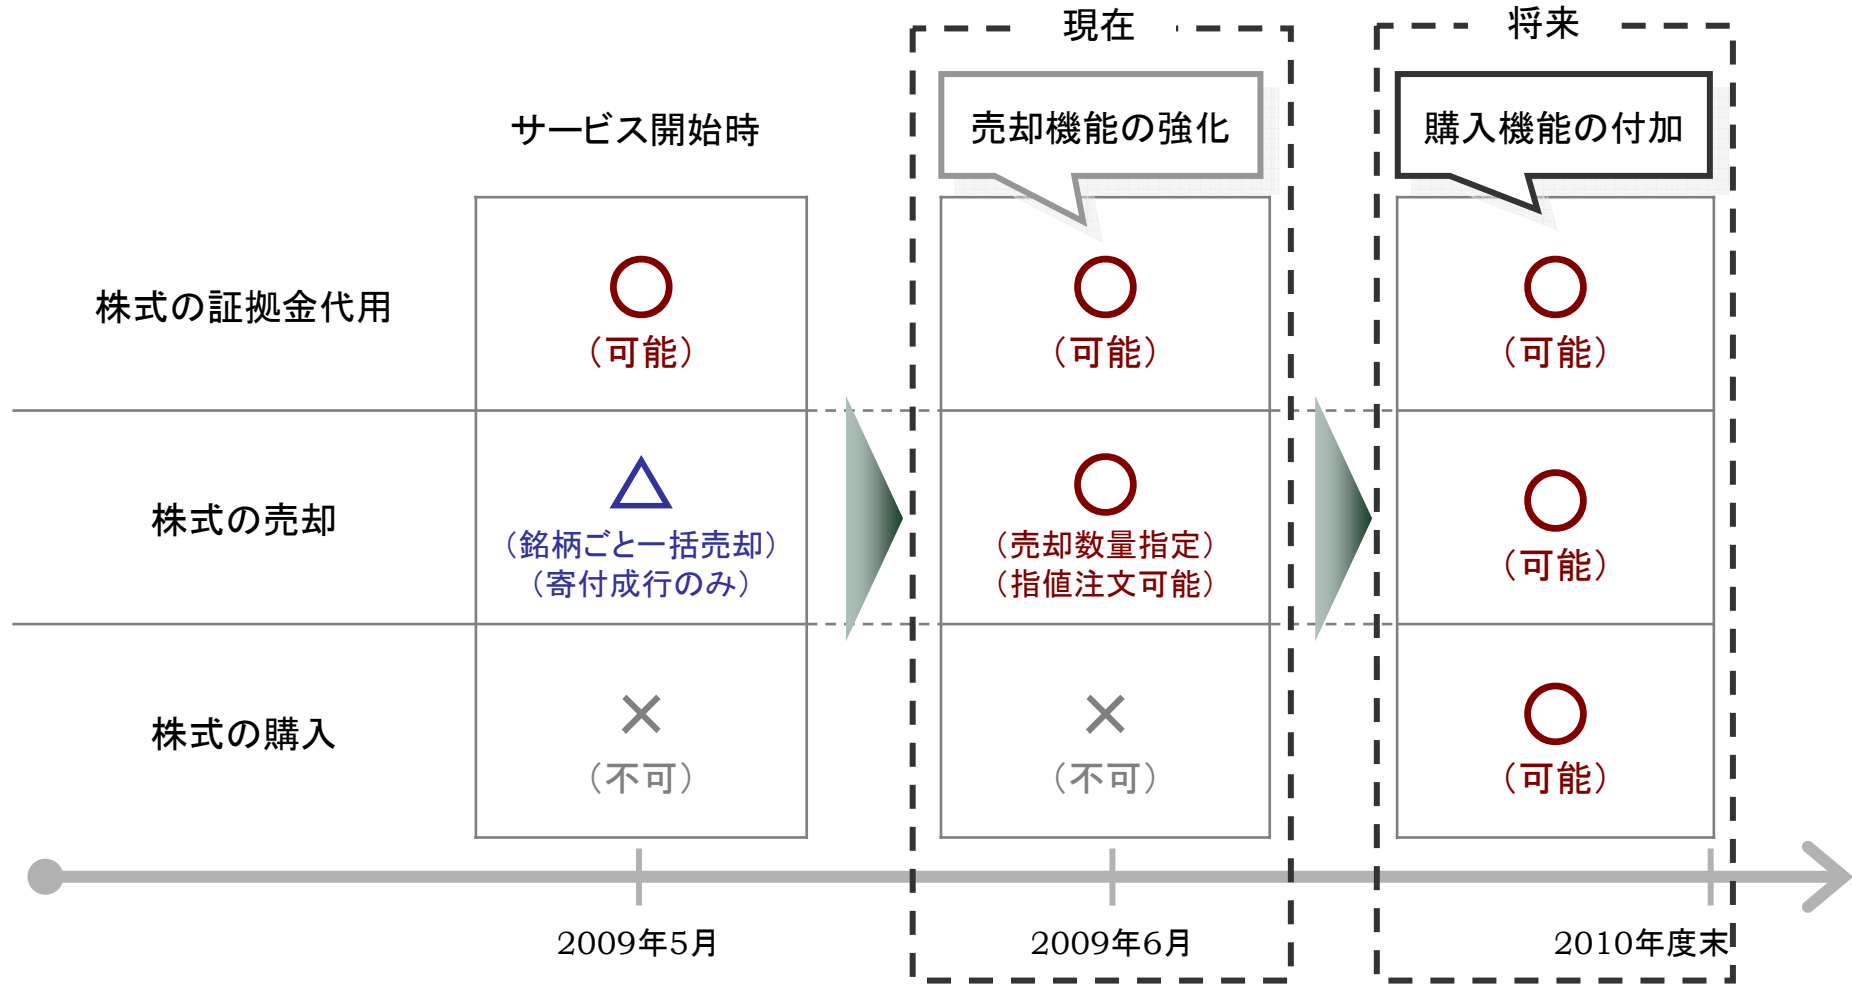 現在
将来
サービス開始時
売却機能の強化
購入機能の付加
株式の証拠金代用
（可能）
（可能）
（可能）
株式の売却
（銘柄ごと一括売却）
（寄付成行のみ）
（売却数量指定）
（指値注文可能）
（可能）
株式の購入
（不可）
（不可）
（可能）
2009年5月
2009年6月
2010年度末